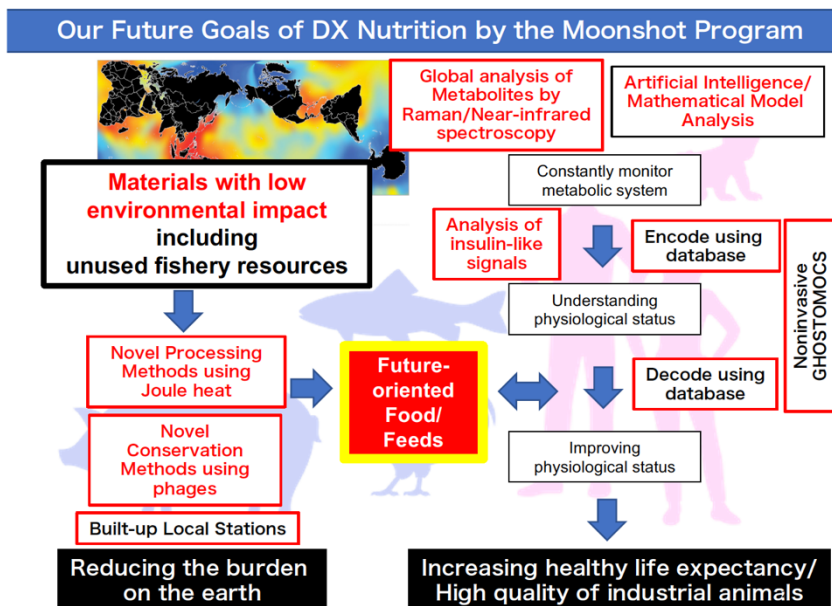 Our Future Goals of DX Nutrition by the Moonshot Program
Global analysis of
Metabolites by
Raman/Near-infrared
spectroscopy
Artificial Intelligence/
Mathematical Model
Analysis
Materials with low
environmental impact
including
unused fishery resources
Constantly monitor
metabolic system
Analysis of
insulin-like
signals
Encode using
database
Understanding
physiological status
Noninvasive
GHOSTOMOCS
Novel Processing
Methods using
Joule heat
Future-
oriented
Food/
Feeds
Decode using
database
Novel
Conservation
Methods using
phages
Improving
physiological status
Built-up Local Stations
Reducing the burden
on the earth
Increasing healthy life expectancy/
High quality of industrial animals